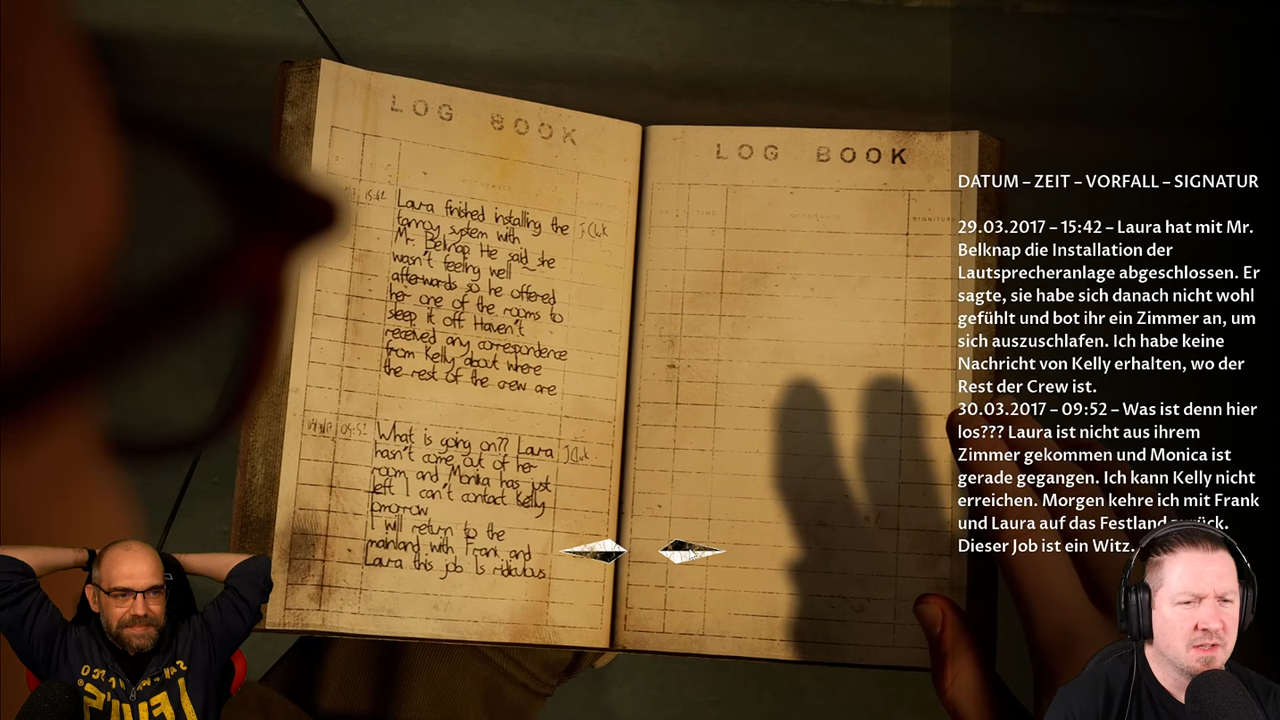 LOG BOOK
15:42 Laura finished installing the
tannoy system with
Mr. Belknap. He said she
wasn't feeling well
afterwards so he offered
her one of the rooms to
sleep it off Haven't
received any correspondence
from Kelly about where
the rest of the crew are
09:52 What is going on?? Laura
hasn't come out of her
room and Monika has just
left I can't contact Kelly
tomorrow
I will return to the
mainland with Frank and
Laura this job is ridiculous
LOG BOOK
DATUM – ZEIT – VORFALL – SIGNATUR
29.03.2017 – 15:42 – Laura hat mit Mr.
Belknap die Installation der
Lautsprecheranlage abgeschlossen. Er
sagte, sie habe sich danach nicht wohl
gefühlt und bot ihr ein Zimmer an, um
sich auszuschlafen. Ich habe keine
Nachricht von Kelly erhalten, wo der
Rest der Crew ist.
30.03.2017 – 09:52 – Was ist denn hier
los??? Laura ist nicht aus ihrem
Zimmer gekommen und Monica ist
gerade gegangen. Ich kann Kelly nicht
erreichen. Morgen kehre ich mit Frank
und Laura auf das Festland zurück.
Dieser Job ist ein Witz.